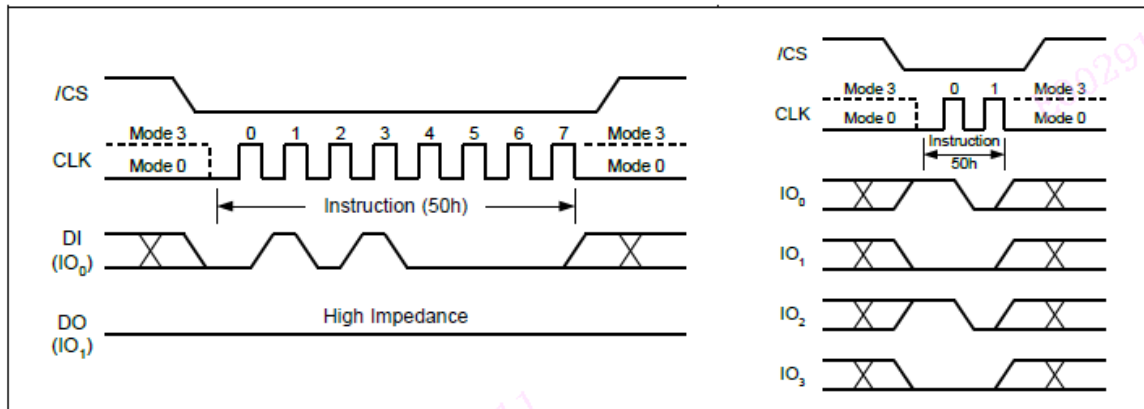 /CS
Mode 3 0 1 2 3 4 5 6 7 Mode 3
CLK
Mode 0 Mode 0
Instruction (50h)
DI
(IO0)
High Impedance
DO
(IO1)
/CS
Mode 3 0 1 Mode 3
CLK
Mode 0 Mode 0
Instruction
50h
IO0
IO1
IO2
IO3